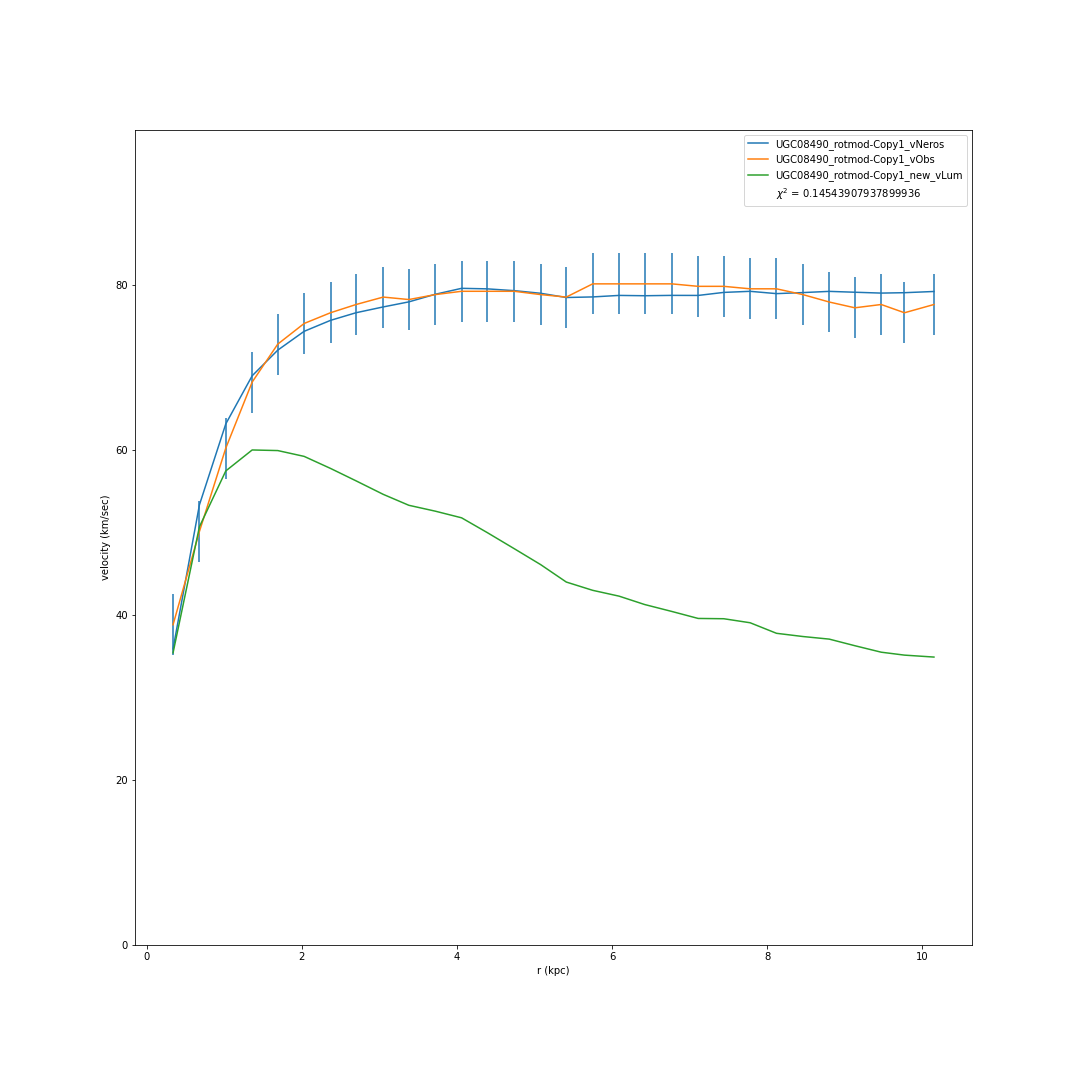 UGC08490_rotmod-Copy1_vNeros
UGC08490_rotmod-Copy1_vObs
UGC08490_rotmod-Copy1_new_vLum
χ² = 0.14543907937899936
80
60
40
20
0
velocity (km/sec)
0 2 4 6 8 10
r (kpc)